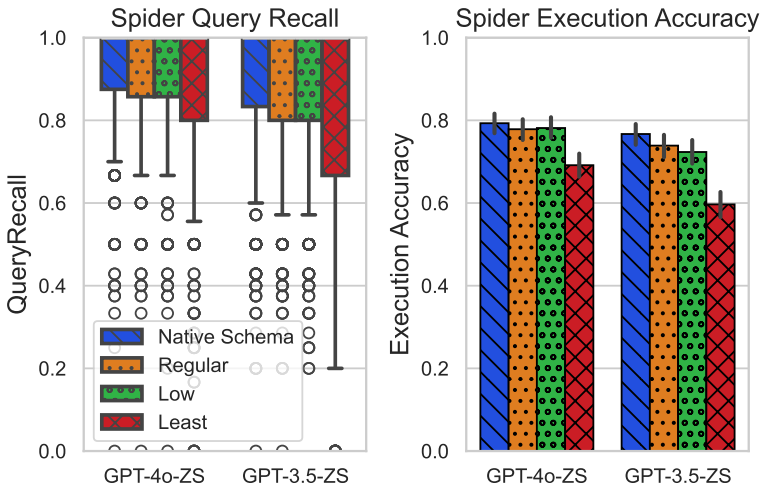 Spider Query Recall
QueryRecall
1.0
0.8
0.6
0.4
0.2
0.0
Native Schema
Regular
Low
Least
GPT-4o-ZS
GPT-3.5-ZS
Spider Execution Accuracy
Execution Accuracy
1.0
0.8
0.6
0.4
0.2
0.0
GPT-4o-ZS
GPT-3.5-ZS